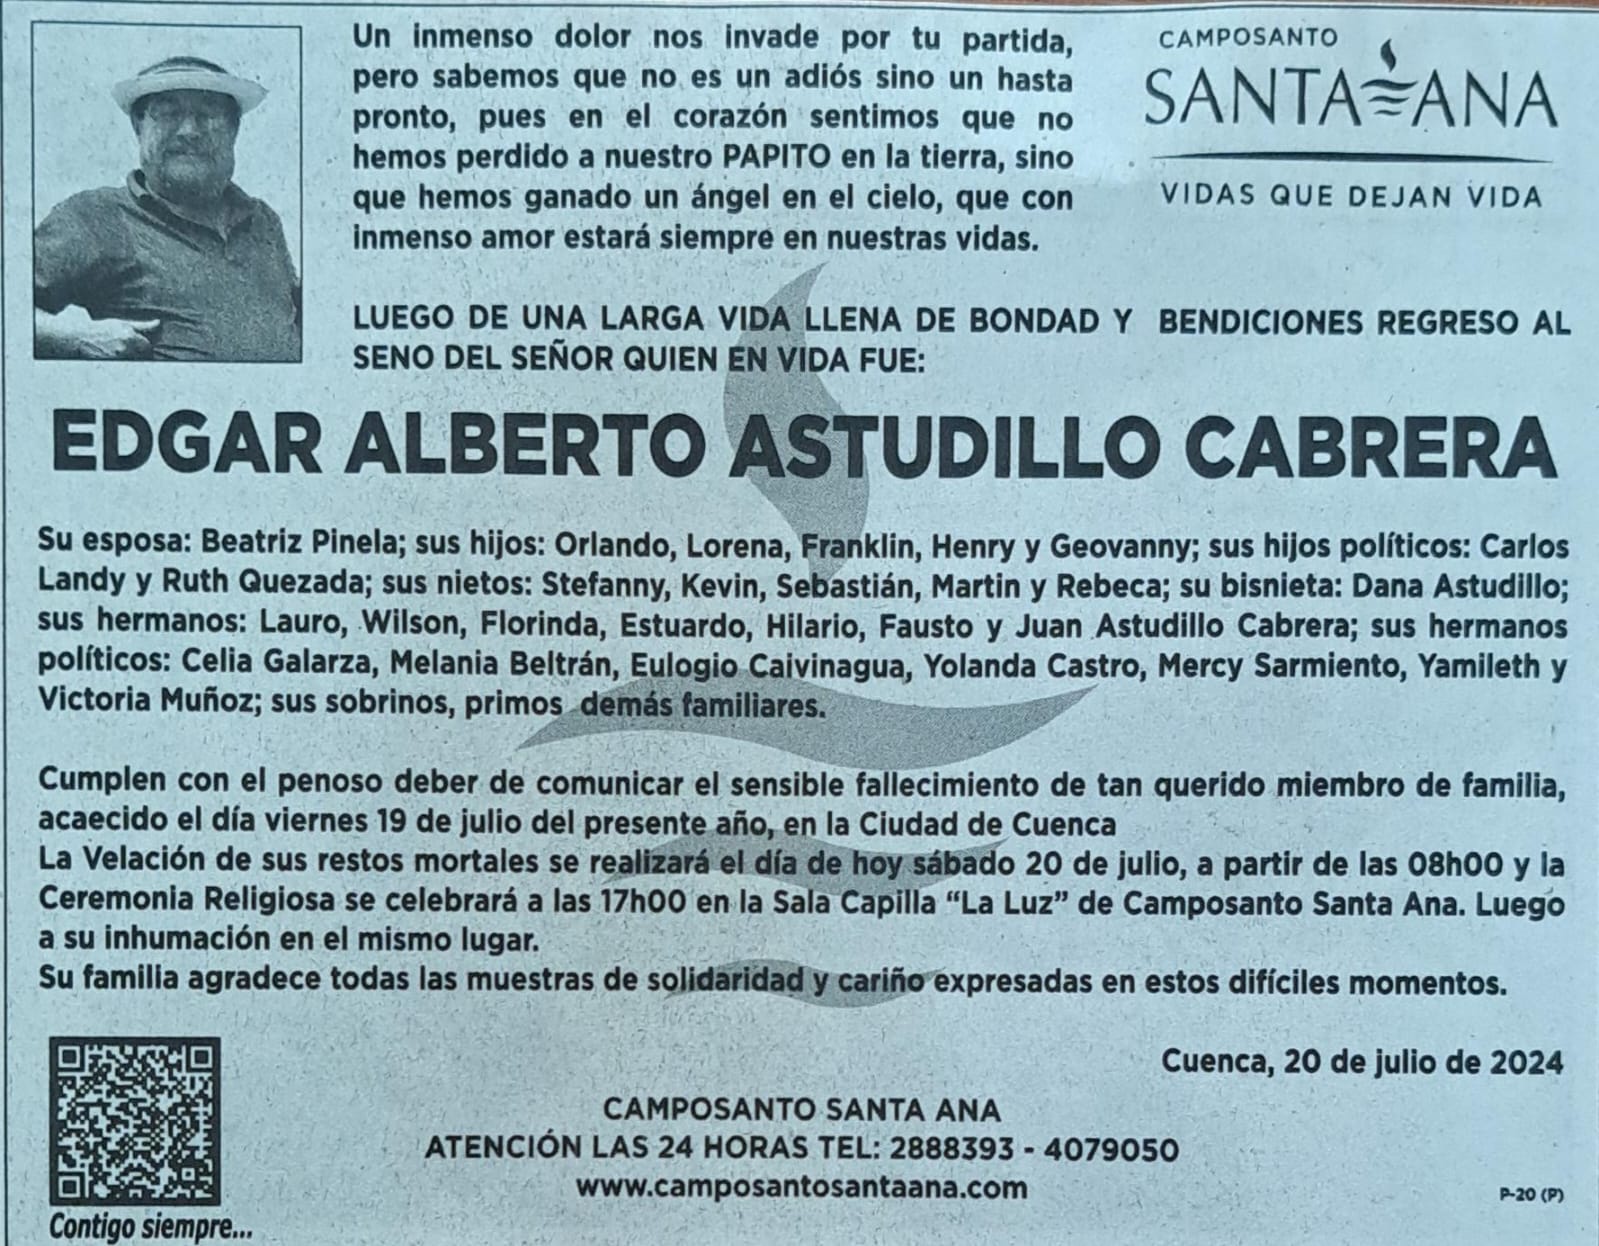 Un inmenso dolor nos invade por tu partida,
pero sabemos que no es un adiós sino un hasta
pronto, pues en el corazón sentimos que no
hemos perdido a nuestro PAPITO en la tierra, sino
que hemos ganado un ángel en el cielo, que con
inmenso amor estará siempre en nuestras vidas.
CAMPOSANTO
SANTA ANA
VIDAS QUE DEJAN VIDA
LUEGO DE UNA LARGA VIDA LLENA DE BONDAD Y BENDICIONES REGRESO AL
SENO DEL SEÑOR QUIEN EN VIDA FUE:
EDGAR ALBERTO ASTUDILLO CABRERA
Su esposa: Beatriz Pinela; sus hijos: Orlando, Lorena, Franklin, Henry y Geovanny; sus hijos políticos: Carlos
Landy y Ruth Quezada; sus nietos: Stefanny, Kevin, Sebastián, Martin y Rebeca; su bisnieta: Dana Astudillo;
sus hermanos: Lauro, Wilson, Florinda, Estuardo, Hilario, Fausto y Juan Astudillo Cabrera; sus hermanos
políticos: Celia Galarza, Melania Beltrán, Eulogio Caivinagua, Yolanda Castro, Mercy Sarmiento, Yamileth y
Victoria Muñoz; sus sobrinos, primos demás familiares.
Cumplen con el penoso deber de comunicar el sensible fallecimiento de tan querido miembro de familia,
acaecido el día viernes 19 de julio del presente año, en la Ciudad de Cuenca
La Velación de sus restos mortales se realizará el día de hoy sábado 20 de julio, a partir de las 08h00 y la
Ceremonia Religiosa se celebrará a las 17h00 en la Sala Capilla “La Luz” de Camposanto Santa Ana. Luego
a su inhumación en el mismo lugar.
Su familia agradece todas las muestras de solidaridad y cariño expresadas en estos difíciles momentos.
Cuenca, 20 de julio de 2024
CAMPOSANTO SANTA ANA
ATENCIÓN LAS 24 HORAS TEL: 2888393 - 4079050
www.camposantosantaana.com
P-20 (P)
Contigo siempre...